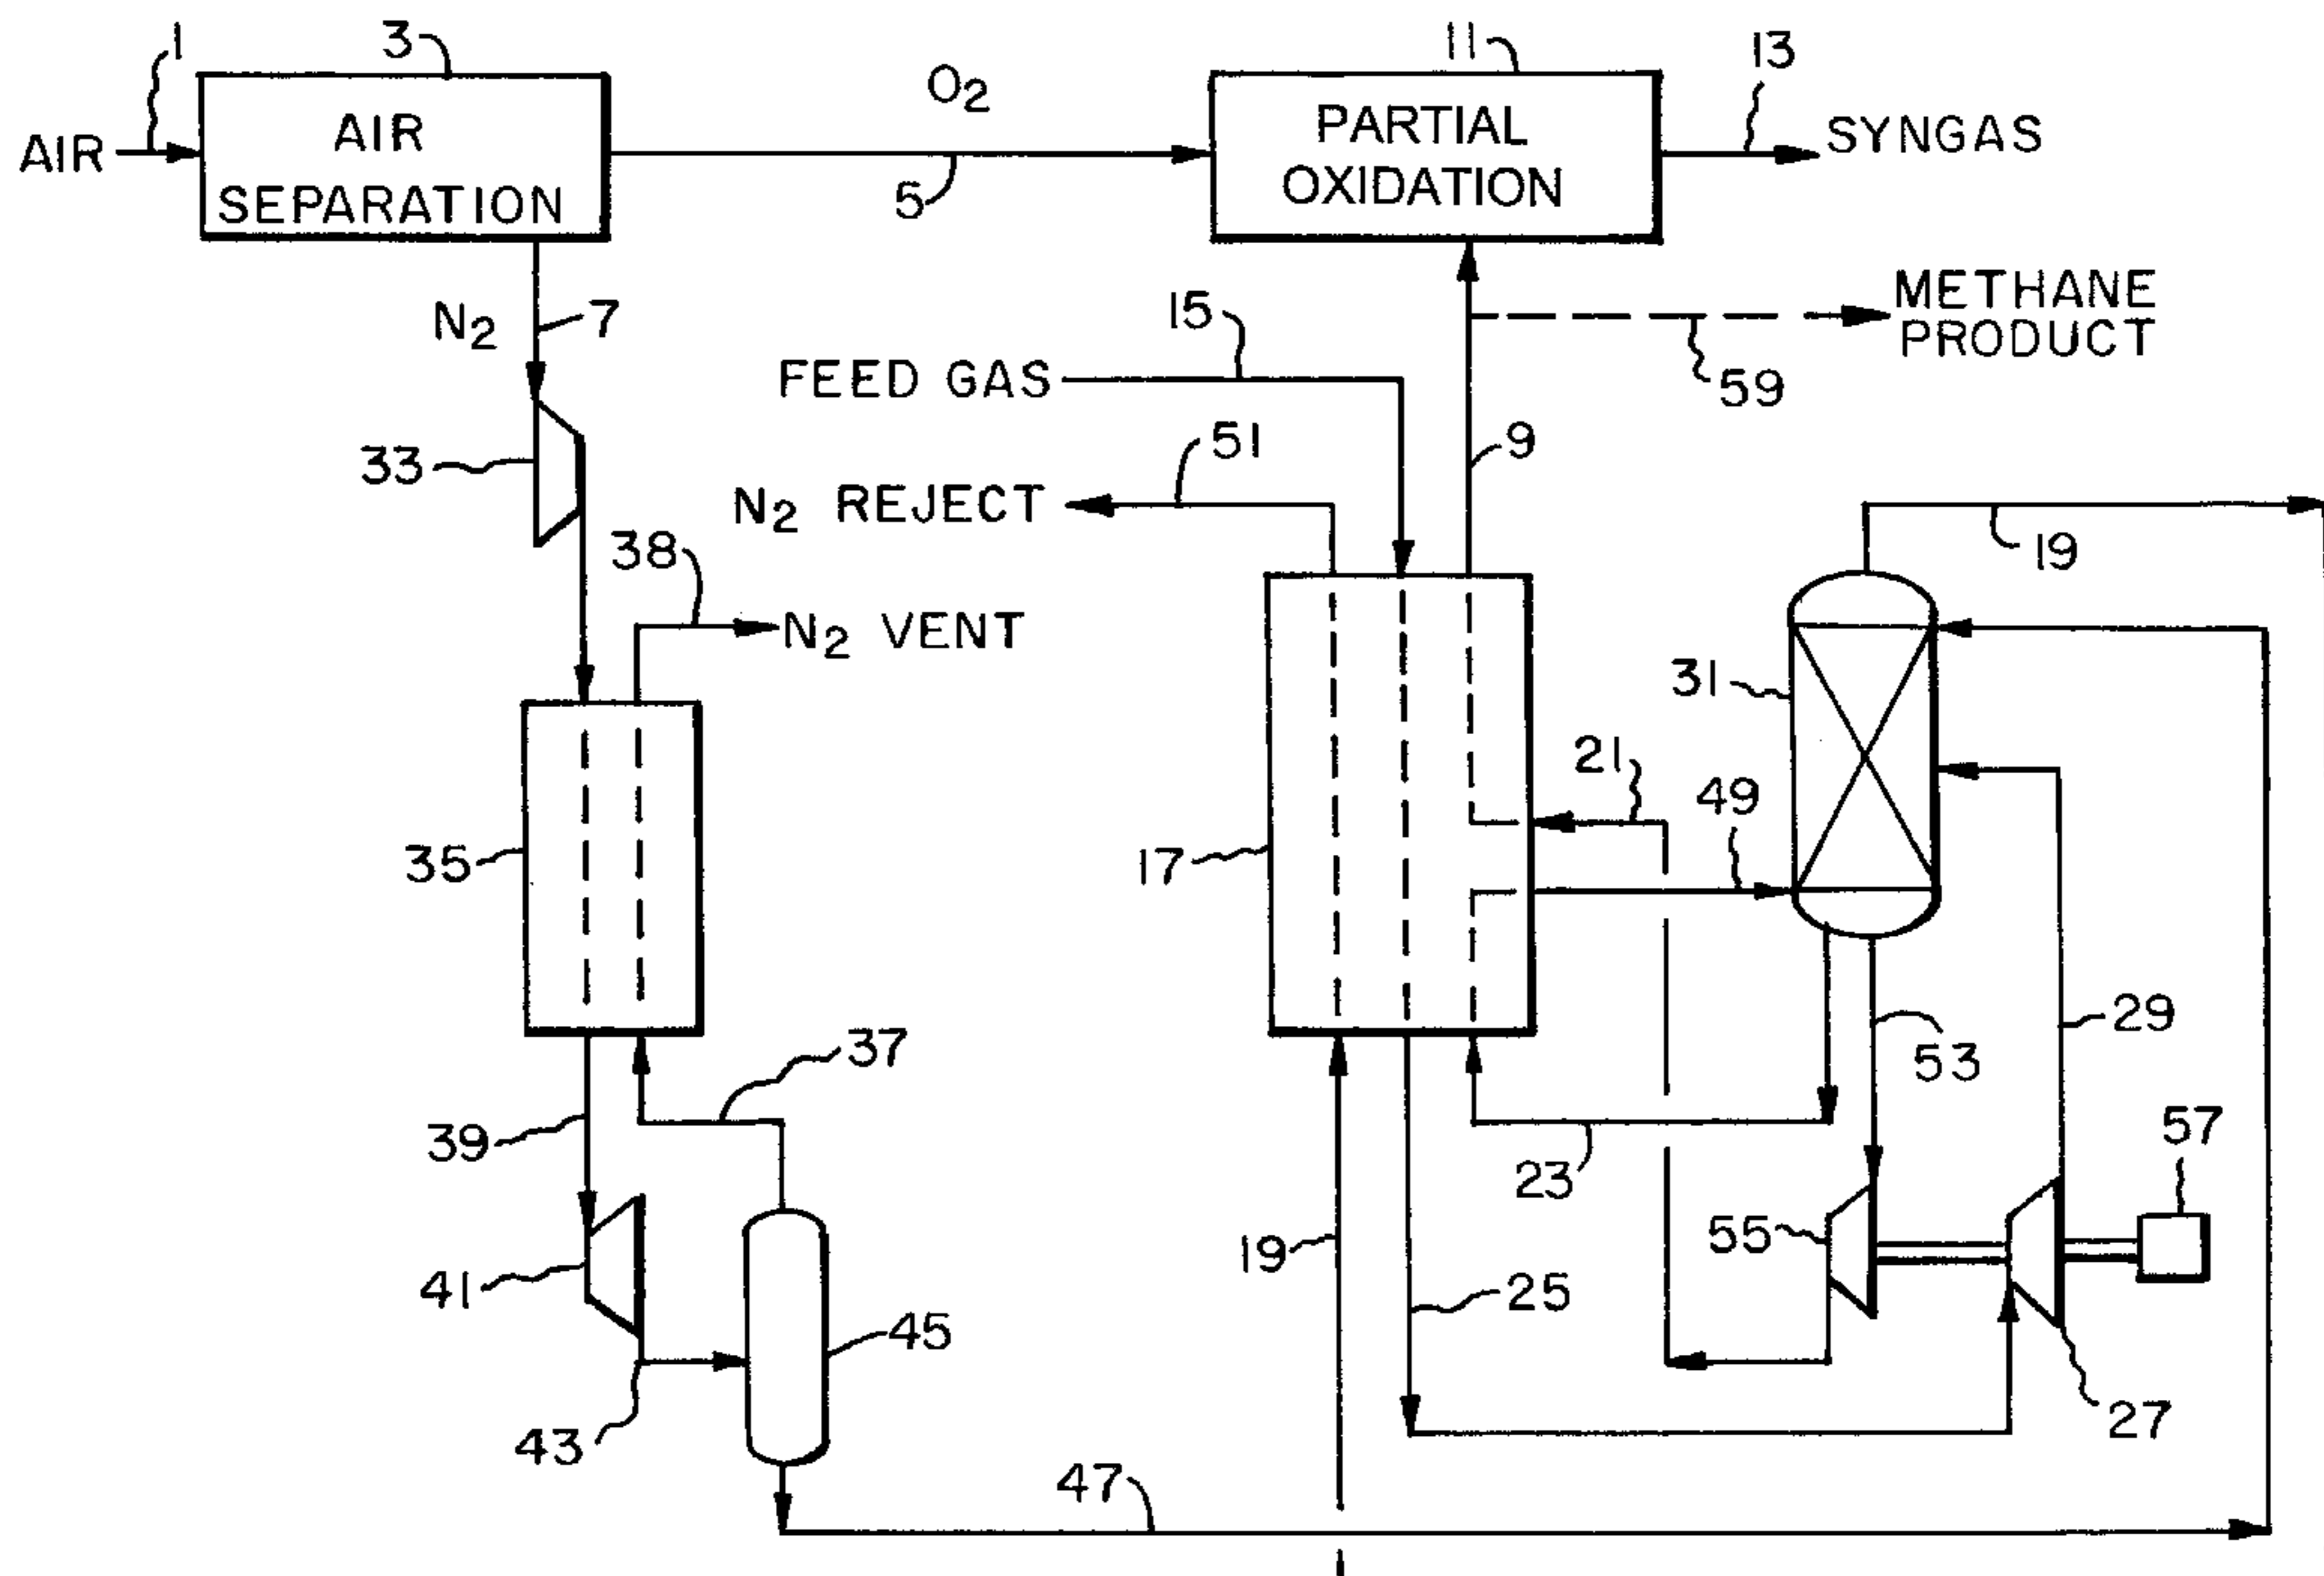 1
3
11
13
AIR
AIR
SEPARATION
O2
5
PARTIAL
OXIDATION
SYNGAS
N2
7
15
METHANE
PRODUCT
FEED GAS
59
33
51
9
N2 REJECT
38
19
N2 VENT
31
21
49
35
17
29
37
53
39
23
57
41
19
25
55
45
43
47
27